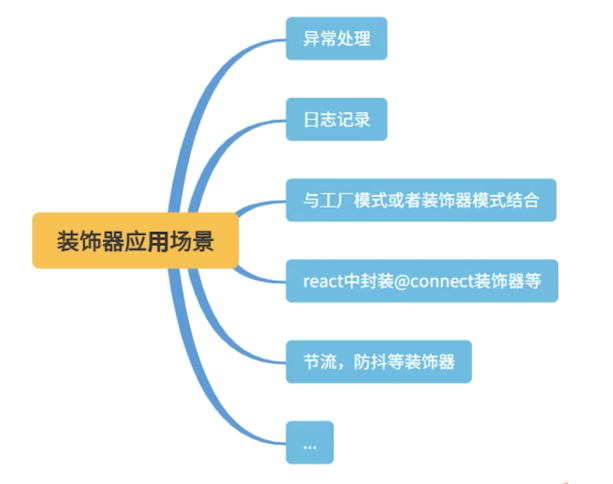 异常处理
日志记录
与工厂模式或者装饰器模式结合
装饰器应用场景
react中封装@connect装饰器等
节流，防抖等装饰器
...